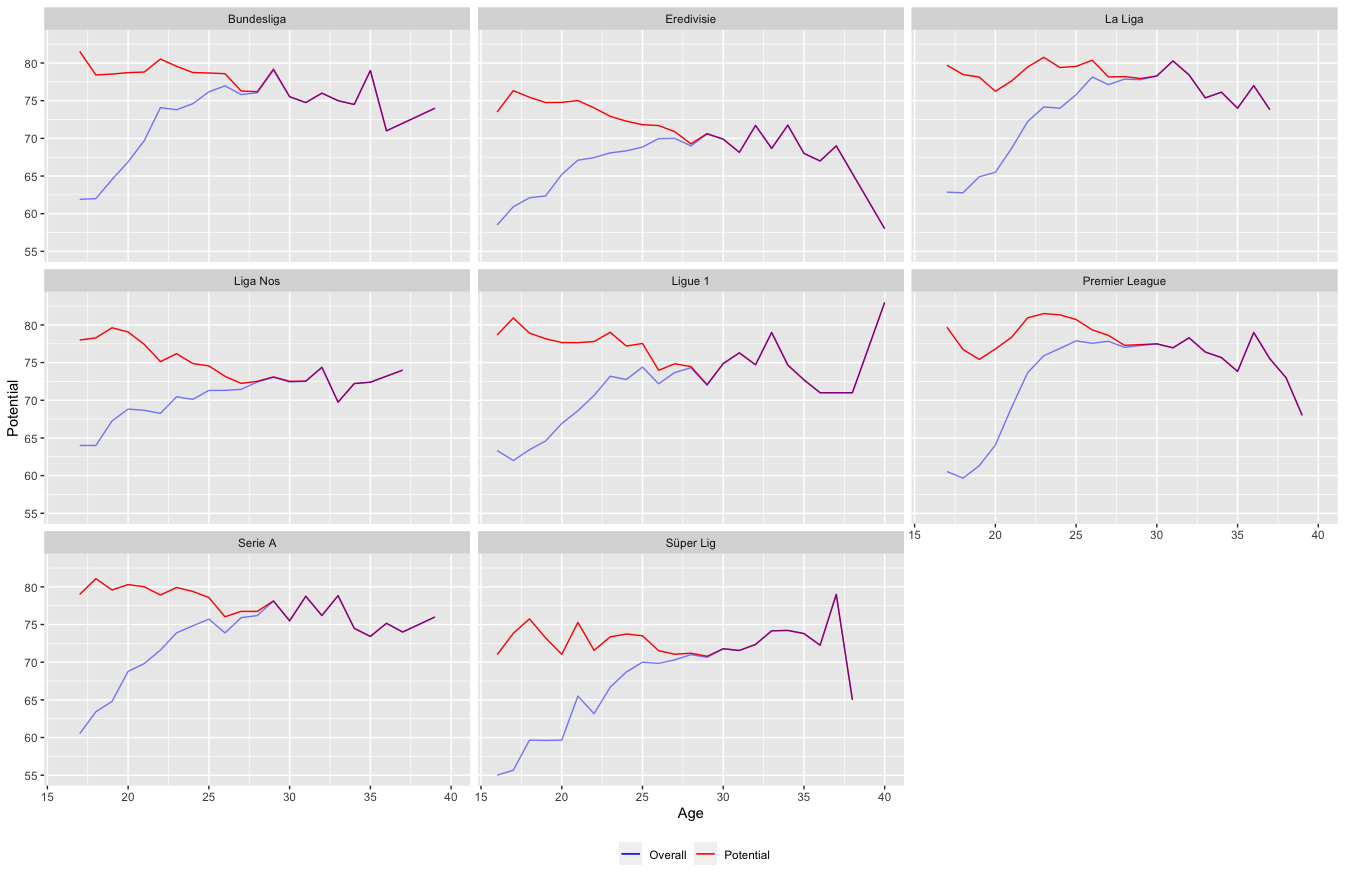 Bundesliga Eredivisie La Liga
80
75
70
65
60
55
Liga Nos Ligue 1 Premier League
80
75
70
65
60
55
15 20 25 30 35 40
Serie A Süper Lig
80
75
70
65
60
55
15 20 25 30 35 40 15 20 25 30 35 40
Potential
Age
Overall Potential